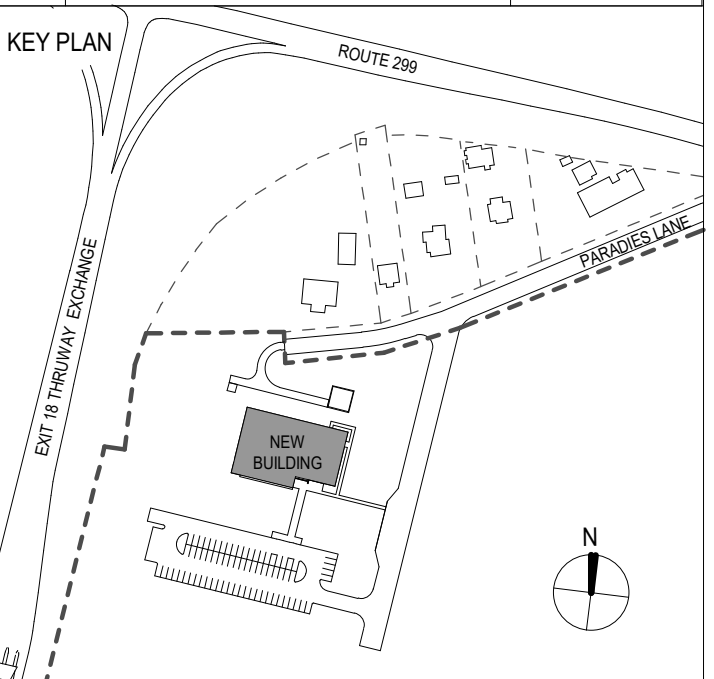 KEY PLAN
ROUTE 299
PARADIES LANE
EXIT 18 THRUWAY EXCHANGE
NEW
BUILDING
N